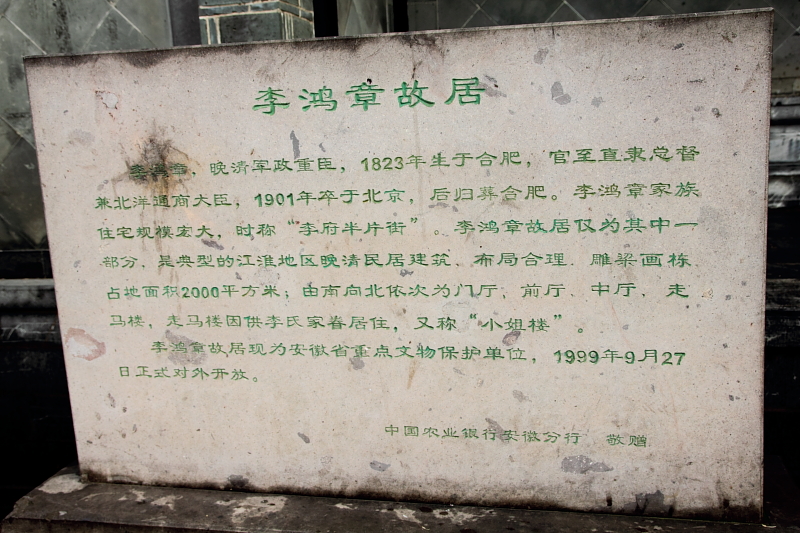 李鸿章故居
李鸿章，晚清军政重臣，1823年生于合肥，官至直隶总督
兼北洋通商大臣，1901年卒于北京，后归葬合肥。李鸿章家族
住宅规模宏大，时称“李府半片街”。李鸿章故居仅为其中一
部分，是典型的江淮地区晚清民居建筑，布局合理，雕梁画栋，
占地面积2000平方米；由南向北依次为门厅、前厅、中厅、走
马楼，走马楼因供李氏家眷居住，又称“小姐楼”。
李鸿章故居现为安徽省重点文物保护单位，1999年9月27
日正式对外开放。
中国农业银行安徽分行 敬赠